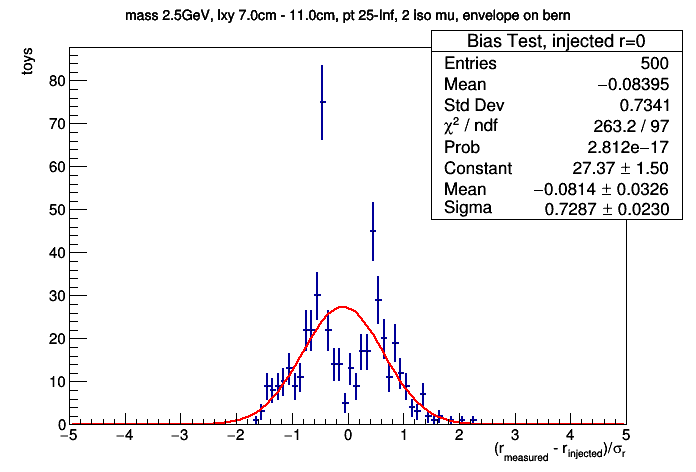 mass 2.5GeV, lxy 7.0cm - 11.0cm, pt 25-Inf, 2 Iso mu, envelope on bern
Bias Test, injected r=0
Entries 500
Mean −0.08395
Std Dev 0.7341
χ² / ndf 263.2 / 97
Prob 2.812e−17
Constant 27.37 ± 1.50
Mean −0.0814 ± 0.0326
Sigma 0.7287 ± 0.0230
toys
80
70
60
50
40
30
20
10
0
−5 −4 −3 −2 −1 0 1 2 3 4 5
(r_measured - r_injected)/σ_r